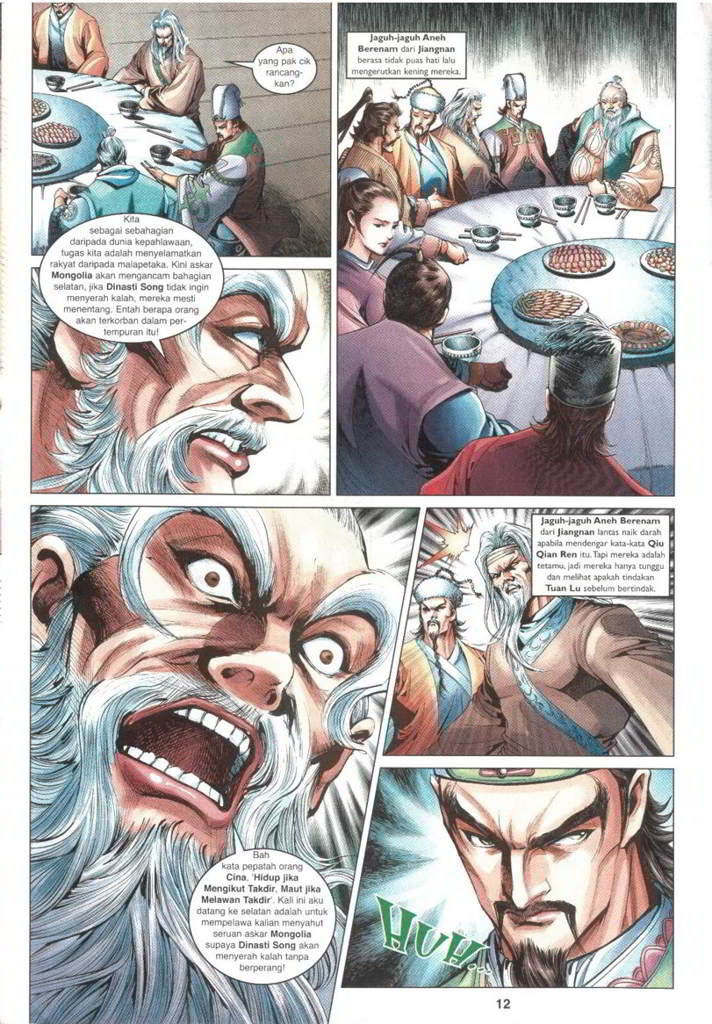 Apa
yang pak cik
rancang-
kan?
Kita
sebagai sebahagian
daripada dunia kepahlawaan,
tugas kita adalah menyelamatkan
rakyat daripada malapetaka. Kini askar
Mongolia akan mengancam bahagian
selatan, jika Dinasti Song tidak ingin
menyerah kalah, mereka mesti
menentang. Entah berapa orang
akan terkorban dalam per-
tempuran itu!
Jaguh-jaguh Aneh
Berenam dari Jiangnan
berasa tidak puas hati lalu
mengerutkan kening mereka.
Bah
kata pepatah orang
Cina, 'Hidup jika
Mengikut Takdir, Maut jika
Melawan Takdir'. Kali ini aku
datang ke selatan adalah untuk
mempelawa kalian menyahut
seruan askar Mongolia
supaya Dinasti Song akan
menyerah kalah tanpa
berperang!
Jaguh-jaguh Aneh Berenam
dari Jiangnan lantas naik darah
apabila mendengar kata-kata Qiu
Qian Ren itu. Tapi mereka adalah
tetamu, jadi mereka hanya tunggu
dan melihat apakah tindakan
Tuan Lu sebelum bertindak.
HUH...
12